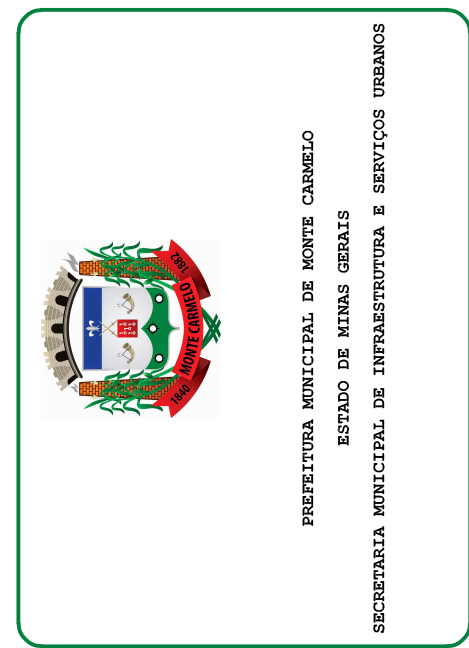 1840 MONTE CARMELO 1882
PREFEITURA MUNICIPAL DE MONTE CARMELO
ESTADO DE MINAS GERAIS
SECRETARIA MUNICIPAL DE INFRAESTRUTURA E SERVIÇOS URBANOS